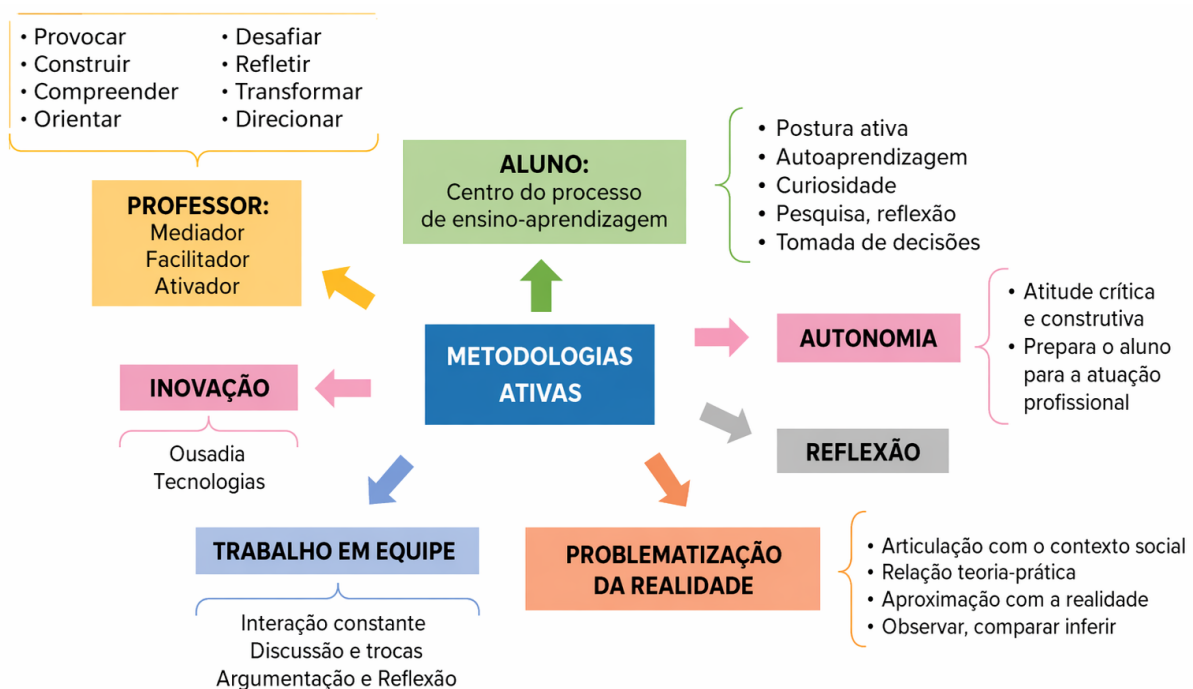 • Provocar
• Construir
• Compreender
• Orientar
• Desafiar
• Refletir
• Transformar
• Direcionar
PROFESSOR:
Mediador
Facilitador
Ativador
ALUNO:
Centro do processo
de ensino-aprendizagem
• Postura ativa
• Autoaprendizagem
• Curiosidade
• Pesquisa, reflexão
• Tomada de decisões
METODOLOGIAS
ATIVAS
AUTONOMIA
• Atitude crítica
e construtiva
• Prepara o aluno
para a atuação
profissional
INOVAÇÃO
Ousadia
Tecnologias
REFLEXÃO
TRABALHO EM EQUIPE
Interação constante
Discussão e trocas
Argumentação e Reflexão
PROBLEMATIZAÇÃO
DA REALIDADE
• Articulação com o contexto social
• Relação teoria-prática
• Aproximação com a realidade
• Observar, comparar inferir